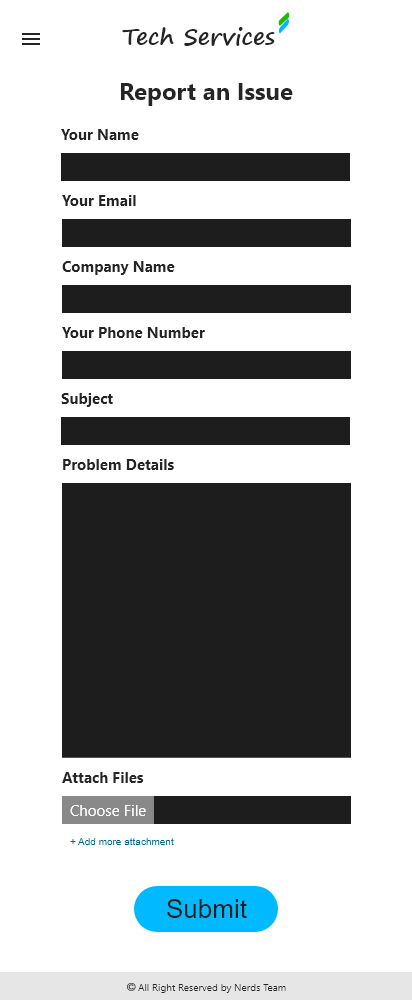 Tech Services
Report an Issue
Your Name
Your Email
Company Name
Your Phone Number
Subject
Problem Details
Attach Files
Choose File
+ Add more attachment
Submit
© All Right Reserved by Nerds Team